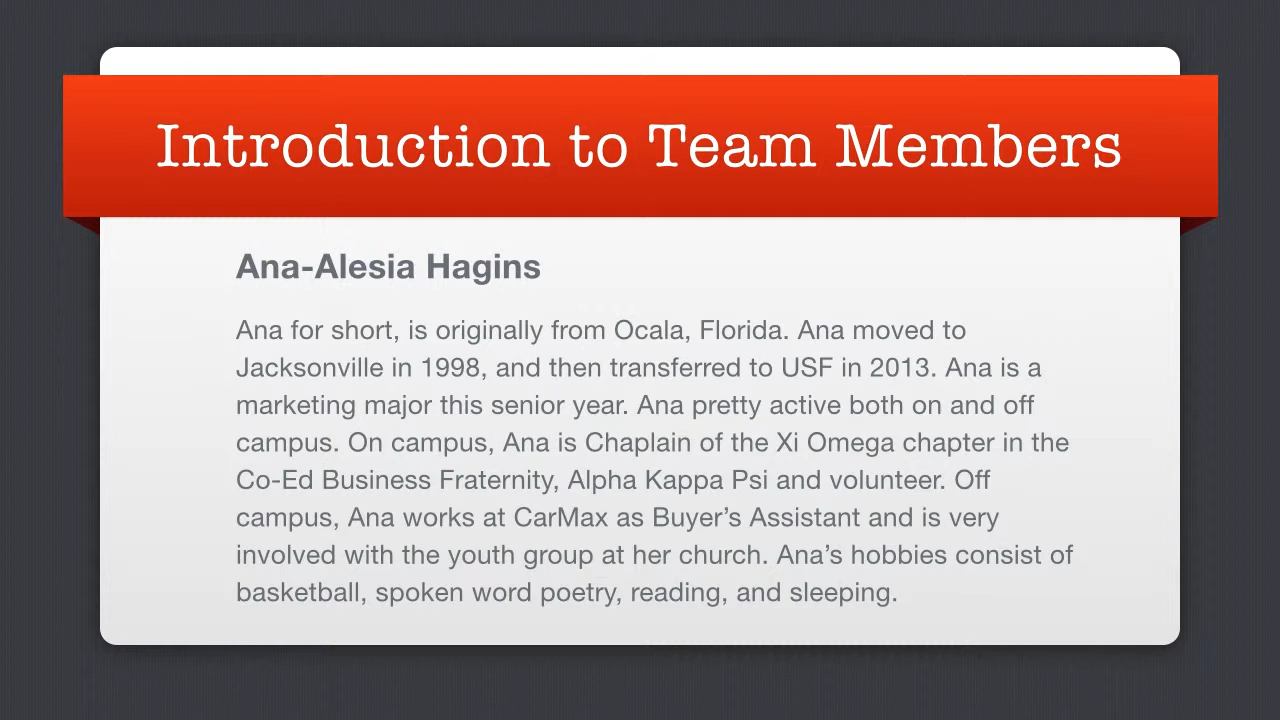 Introduction to Team Members
Ana-Alesia Hagins
Ana for short, is originally from Ocala, Florida. Ana moved to
Jacksonville in 1998, and then transferred to USF in 2013. Ana is a
marketing major this senior year. Ana pretty active both on and off
campus. On campus, Ana is Chaplain of the Xi Omega chapter in the
Co-Ed Business Fraternity, Alpha Kappa Psi and volunteer. Off
campus, Ana works at CarMax as Buyer’s Assistant and is very
involved with the youth group at her church. Ana’s hobbies consist of
basketball, spoken word poetry, reading, and sleeping.